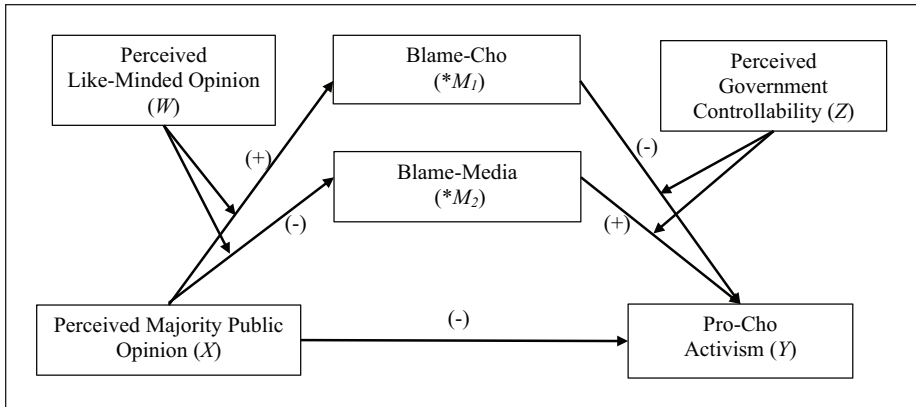 Perceived
Like-Minded Opinion
(W)
Blame-Cho
(*M1)
Perceived
Government
Controllability (Z)
(+)
(-)
Blame-Media
(*M2)
(-)
(+)
Perceived Majority Public
Opinion (X)
(-)
Pro-Cho
Activism (Y)